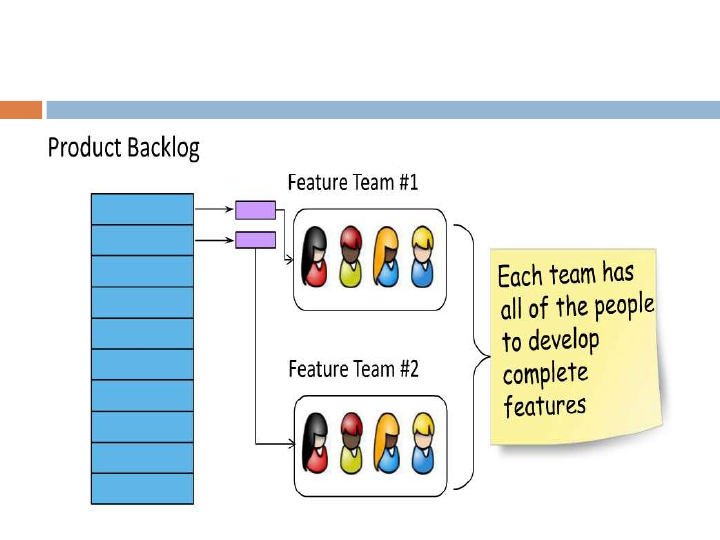 Product Backlog
Feature Team #1
Each team has
all of the people
to develop
complete
features
Feature Team #2